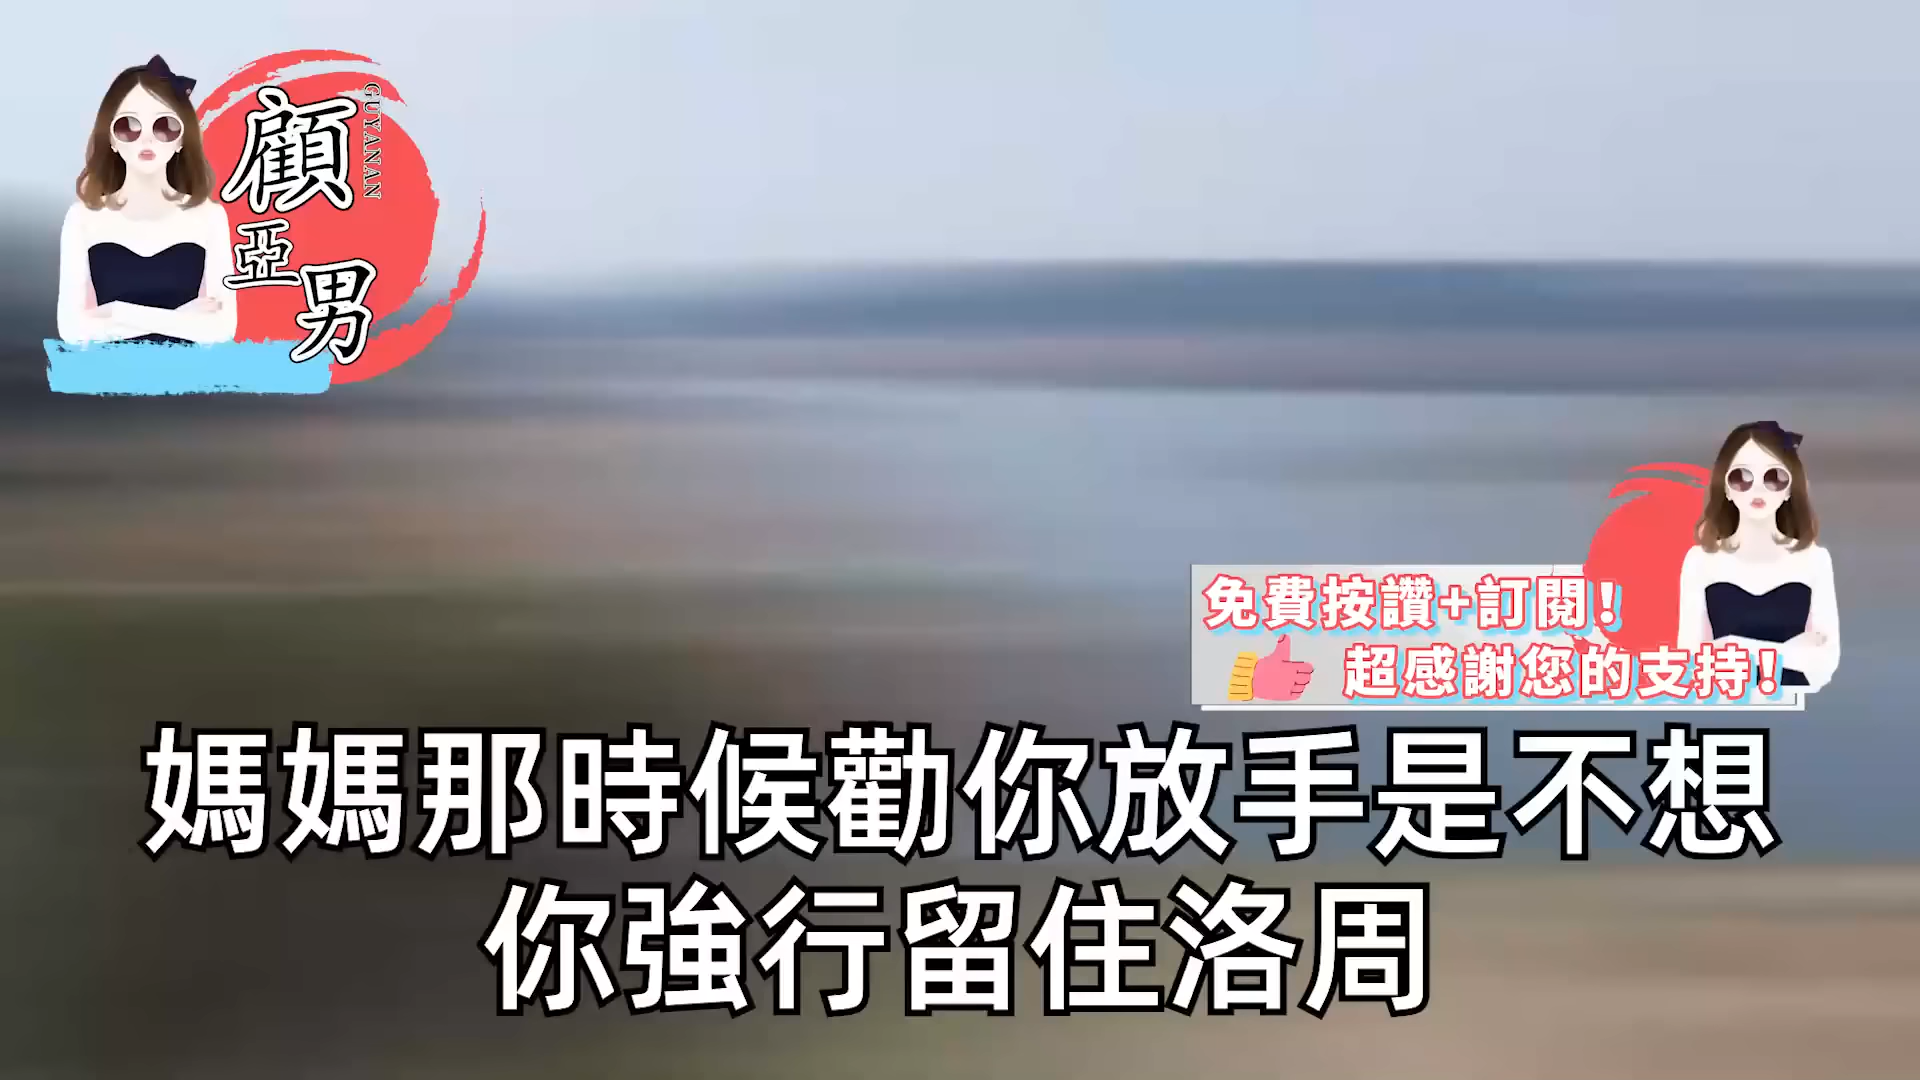 顧亞男
GUYANAN
免費按讚+訂閱!
超感謝您的支持!
媽媽那時候勸你放手是不想
你強行留住洛周